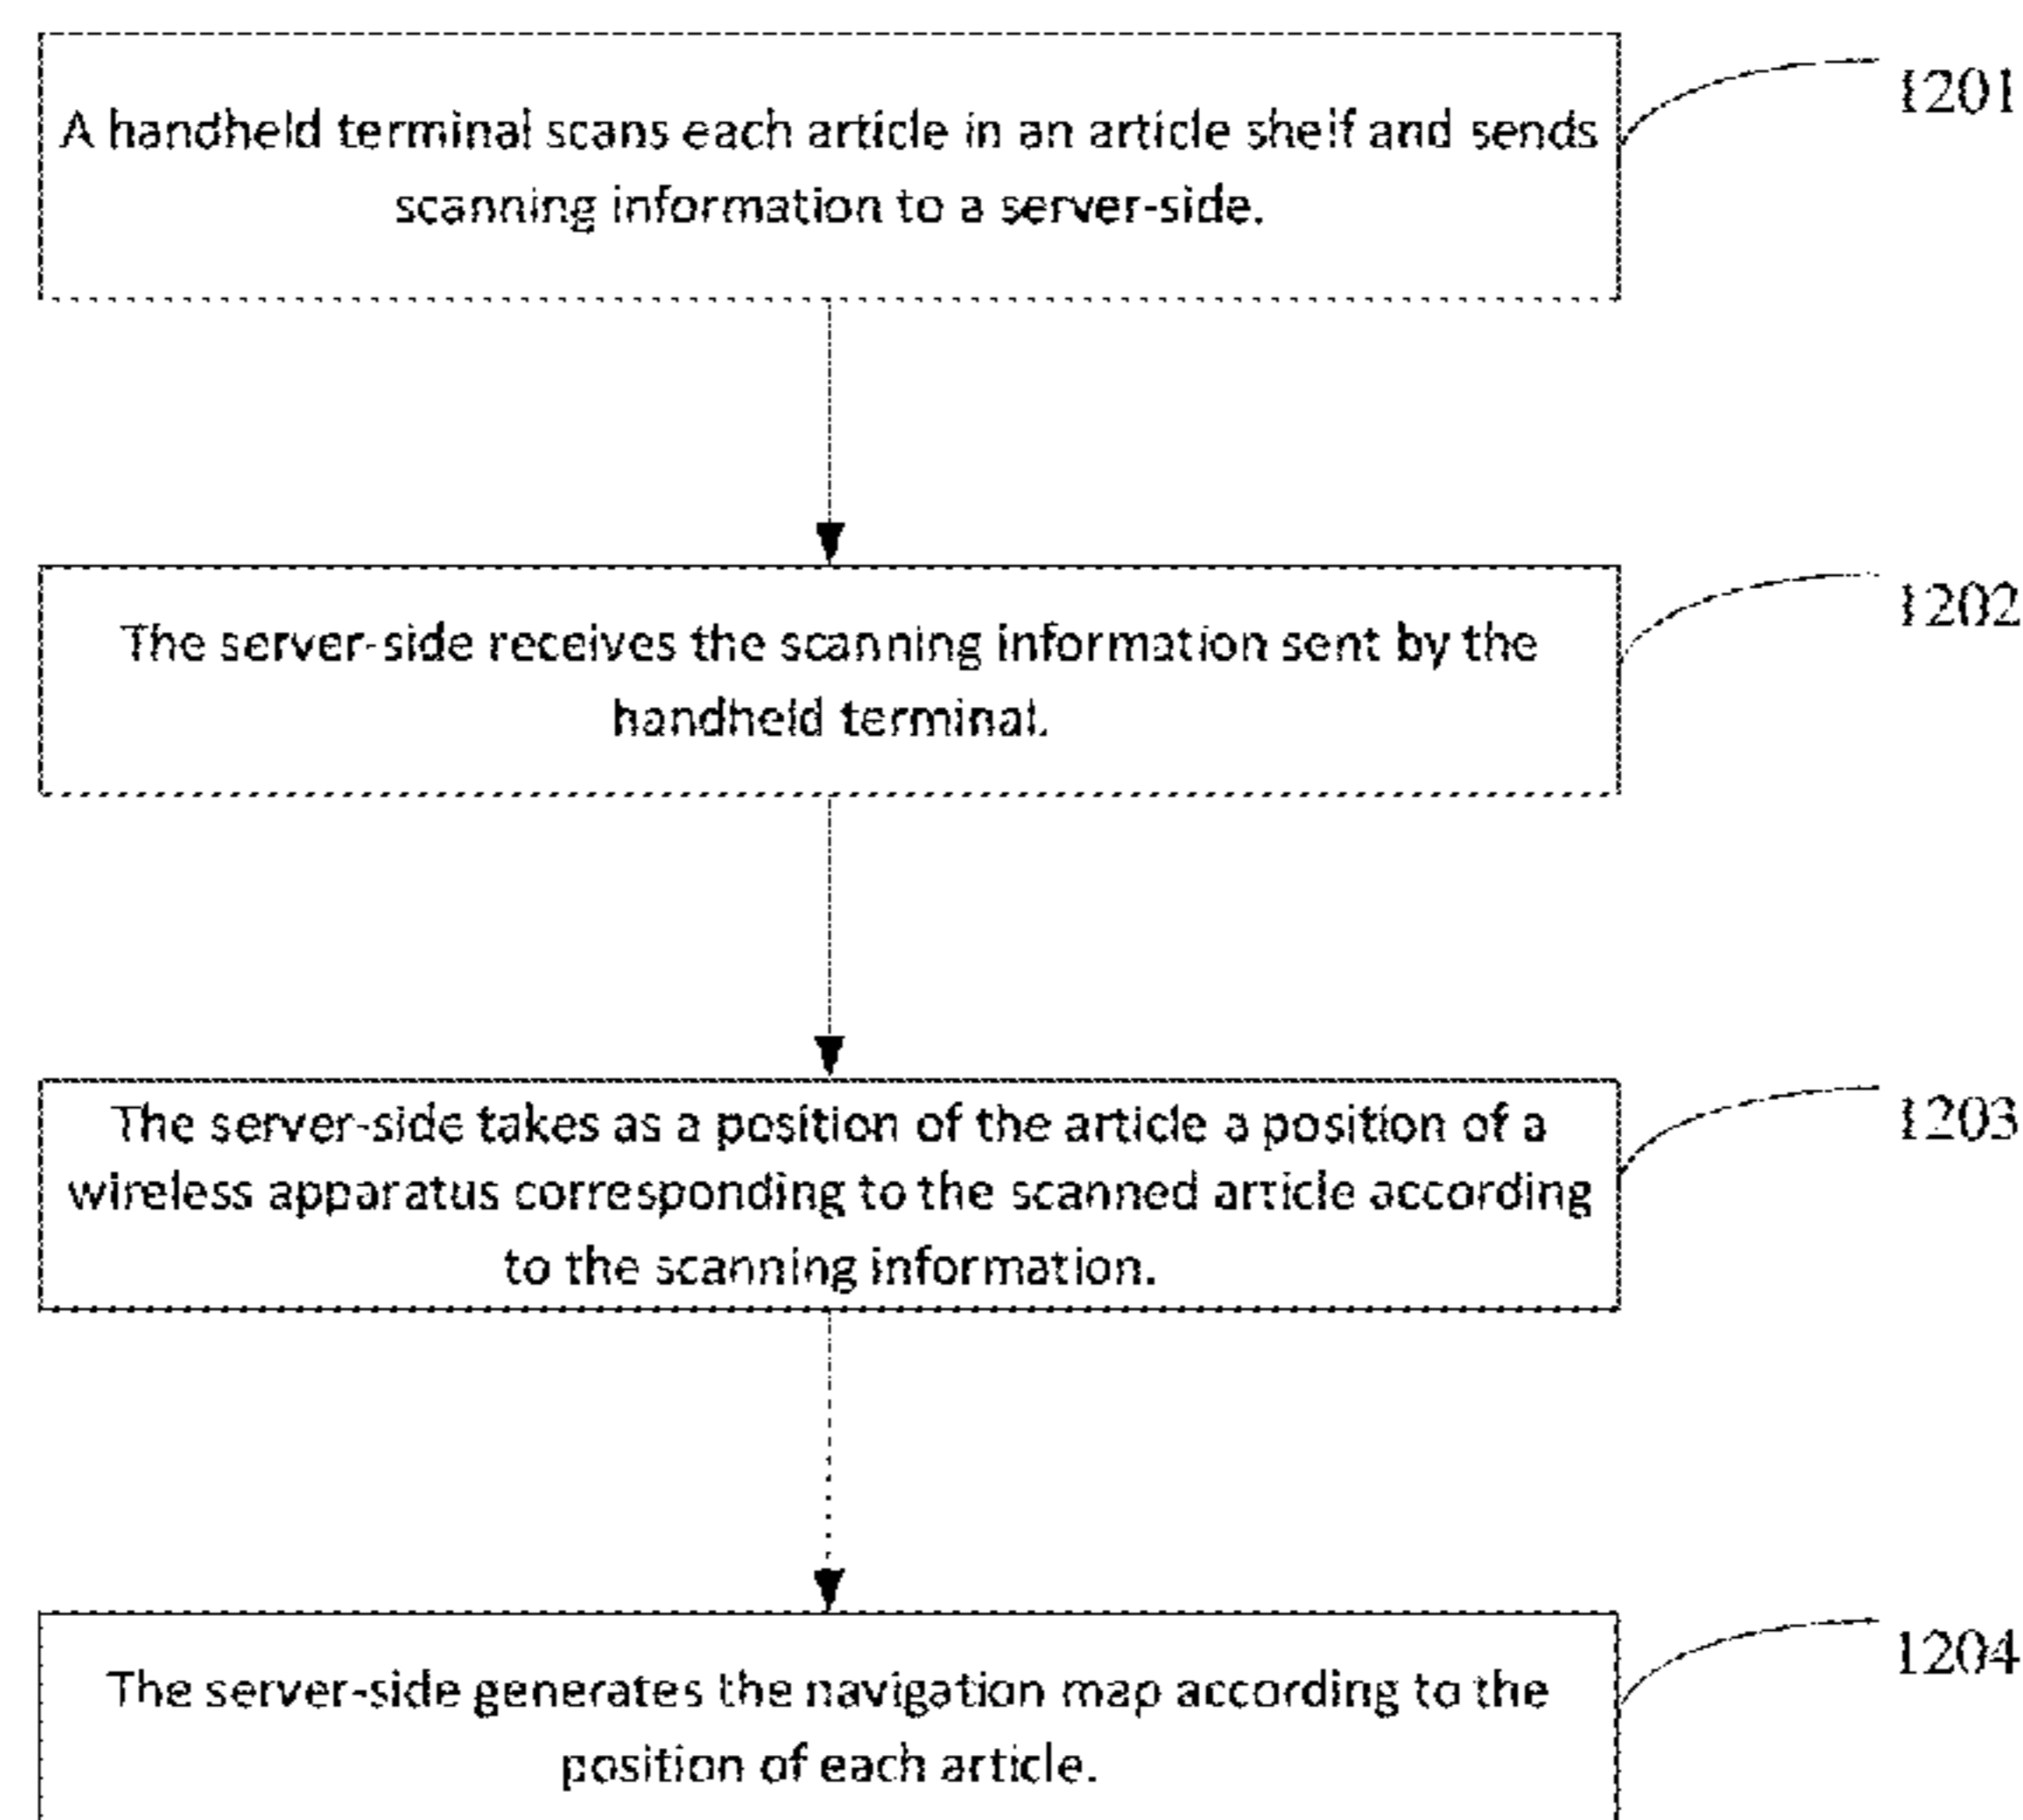 A handheld terminal scans each article in an article shelf and sends
scanning information to a server-side.
1201
The server-side receives the scanning information sent by the
handheld terminal.
1202
The server-side takes as a position of the article a position of a
wireless apparatus corresponding to the scanned article according
to the scanning information.
1203
The server-side generates the navigation map according to the
position of each article.
1204